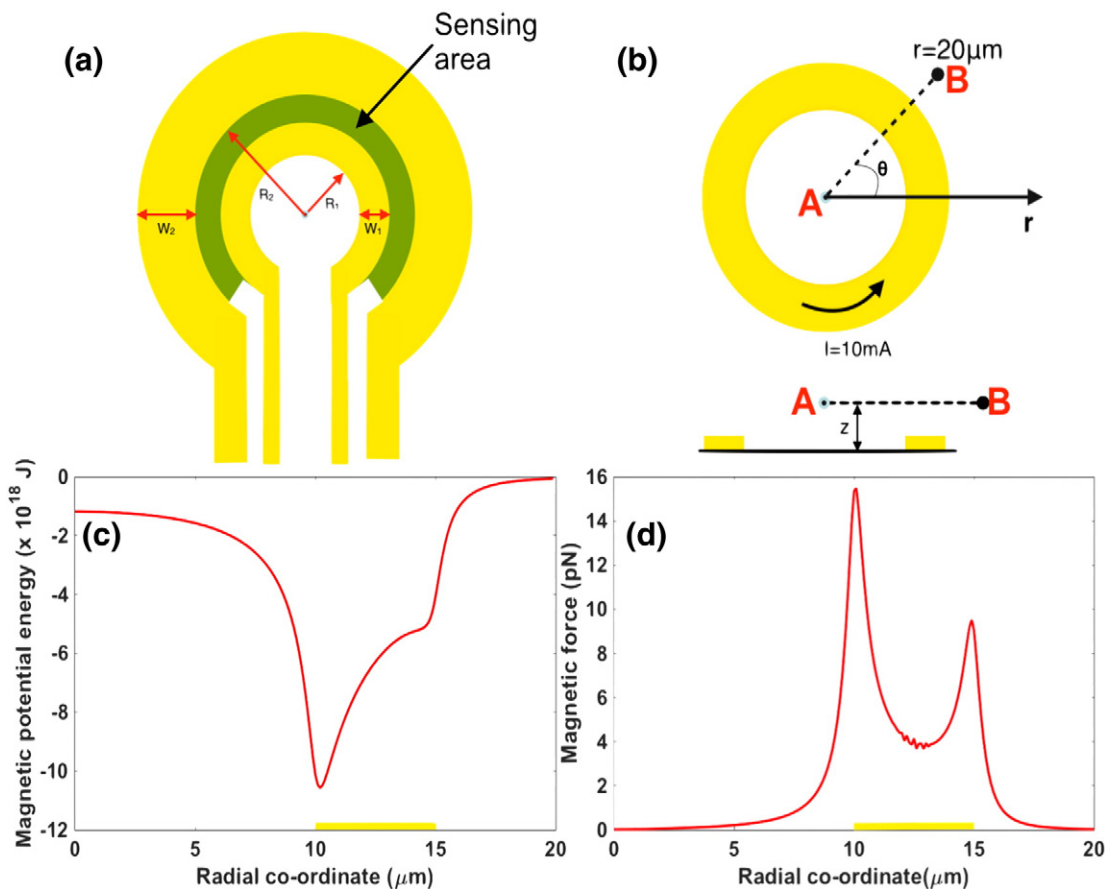 (a)
Sensing
area
R₂
R₁
W₂
W₁
(b)
r=20μm
B
θ
A
r
I=10mA
A
B
z
(c)
Magnetic potential energy (x 10¹⁸ J)
0
-2
-4
-6
-8
-10
-12
0
5
10
15
20
Radial co-ordinate (μm)
(d)
Magnetic force (pN)
16
14
12
10
8
6
4
2
0
0
5
10
15
20
Radial co-ordinate(μm)